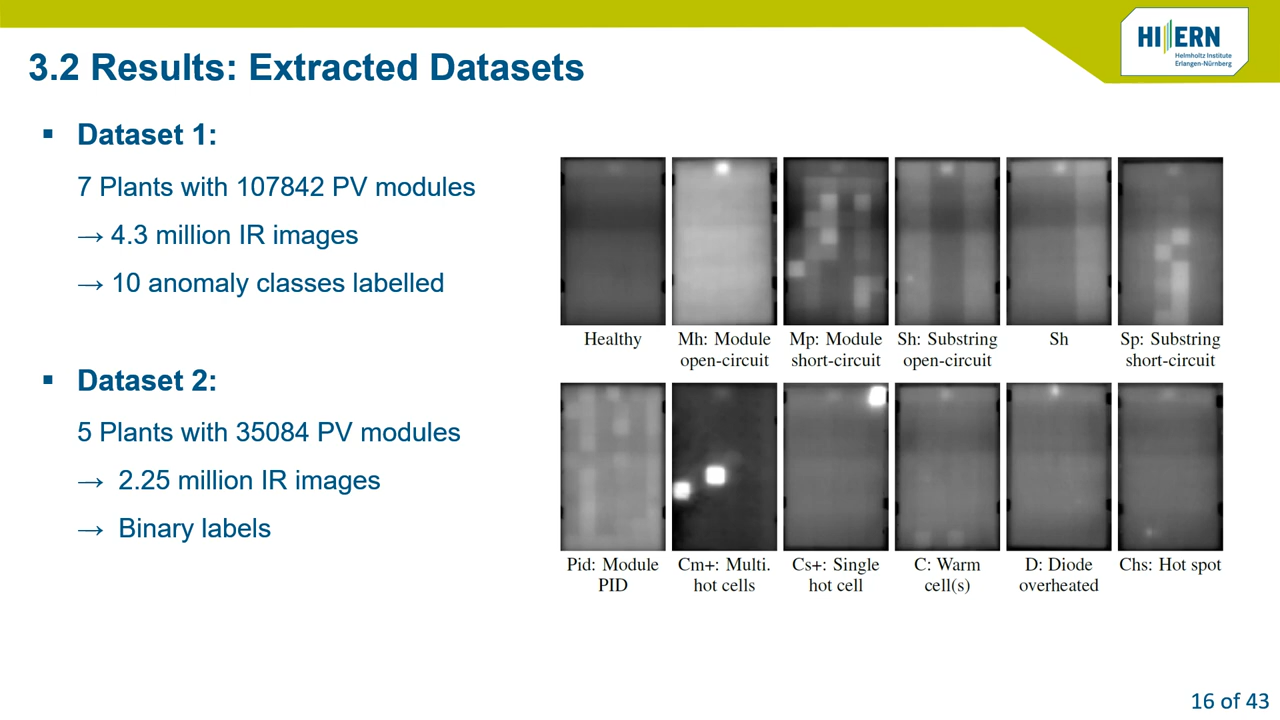 HI ERN
Helmholtz Institute
Erlangen-Nürnberg
3.2 Results: Extracted Datasets
▪ Dataset 1:
7 Plants with 107842 PV modules
→ 4.3 million IR images
→ 10 anomaly classes labelled
▪ Dataset 2:
5 Plants with 35084 PV modules
→ 2.25 million IR images
→ Binary labels
Healthy
Mh: Module
open-circuit
Mp: Module
short-circuit
Sh: Substring
open-circuit
Sh
Sp: Substring
short-circuit
Pid: Module
PID
Cm+: Multi.
hot cells
Cs+: Single
hot cell
C: Warm
cell(s)
D: Diode
overheated
Chs: Hot spot
16 of 43